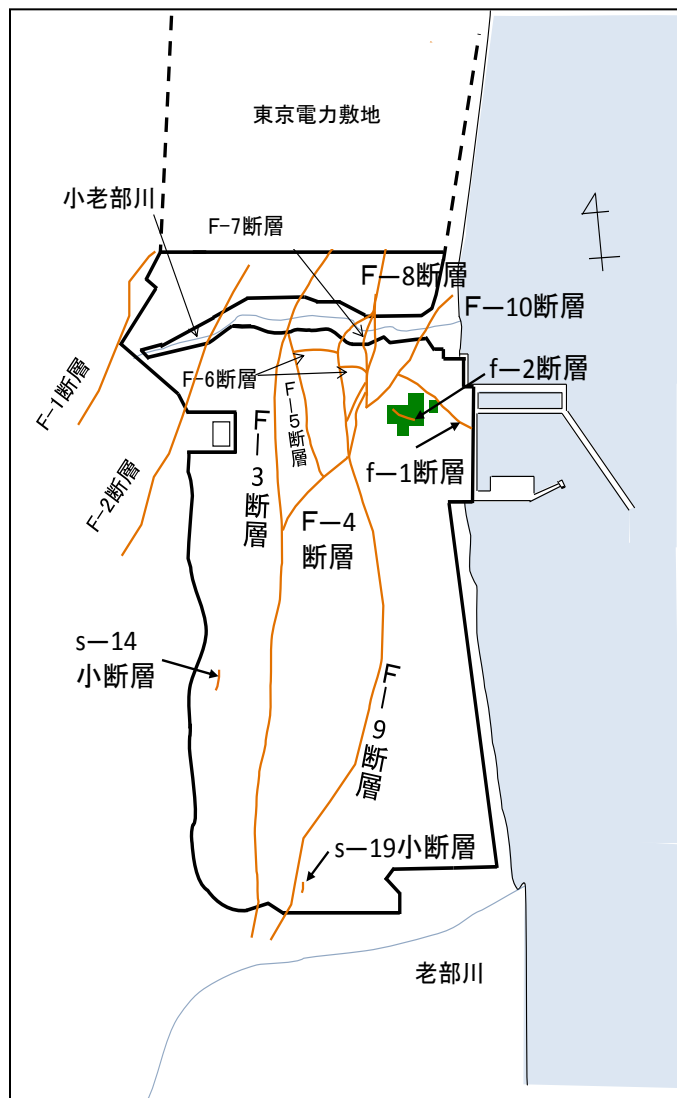 東京電力敷地
小老部川
F-7断層
F—8断層
F—10断層
F-6断層
f—2断層
F-1断層
F—5断層
F—3断層
f—1断層
F-2断層
F—4
断層
s—14
小断層
F—9断層
s—19小断層
老部川